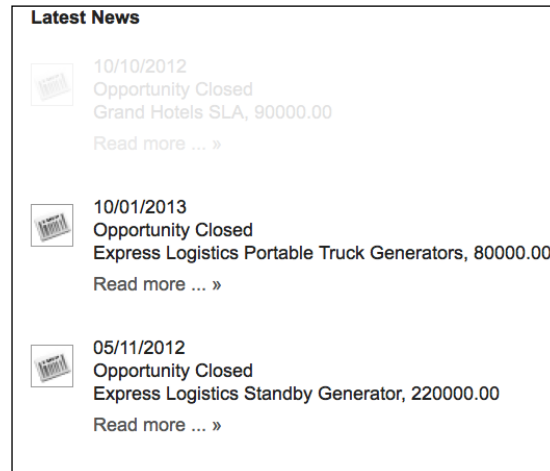 Latest News
10/10/2012
Opportunity Closed
Grand Hotels SLA, 90000.00
Read more ... »
10/01/2013
Opportunity Closed
Express Logistics Portable Truck Generators, 80000.00
Read more ... »
05/11/2012
Opportunity Closed
Express Logistics Standby Generator, 220000.00
Read more ... »